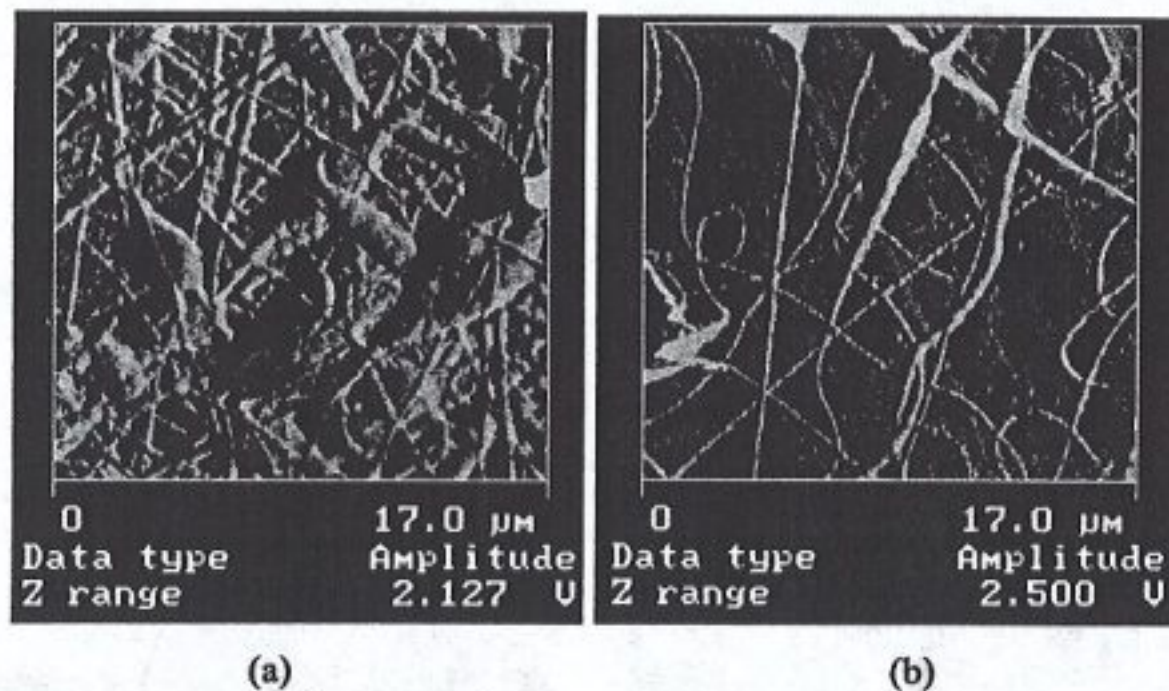 0 17.0 µm
Data type Amplitude
Z range 2.127 V
(a)
0 17.0 µm
Data type Amplitude
Z range 2.500 V
(b)